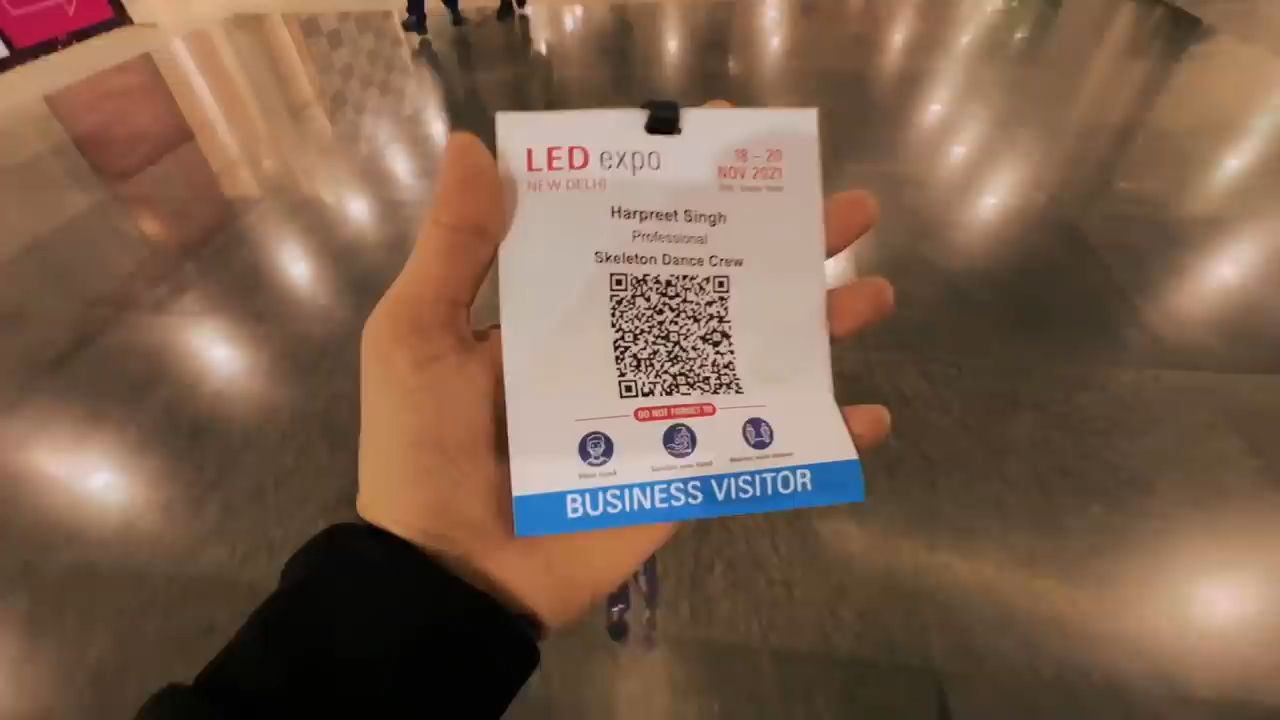 LED expo
NEW DELHI
18 – 20
NOV 2021
Harpreet Singh
Professional
Skeleton Dance Crew
DO NOT FORGET TO
BUSINESS VISITOR